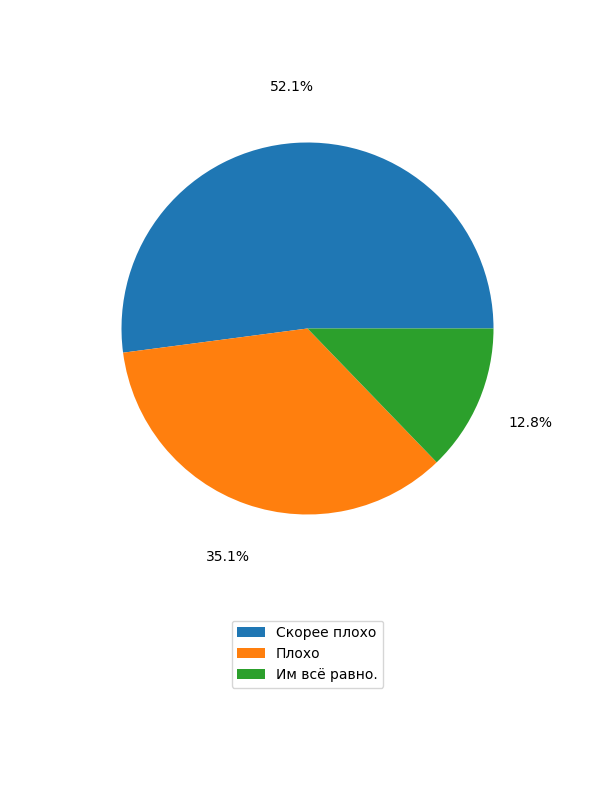 52.1%
12.8%
35.1%
Скорее плохо
Плохо
Им всё равно.